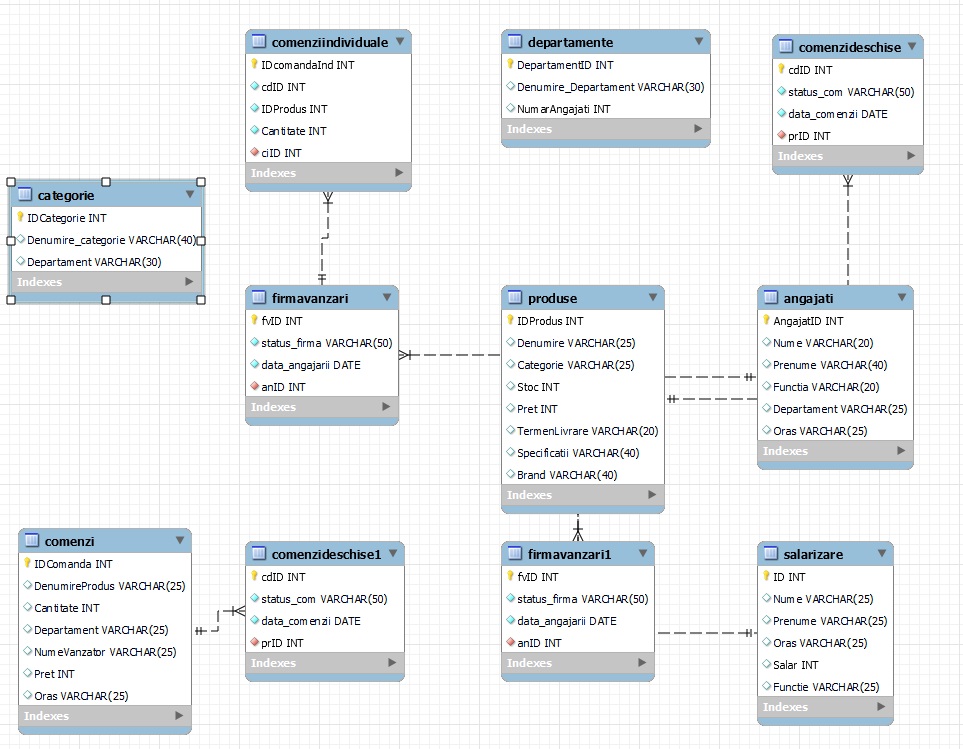 comenziindividuale
IDcomandaInd INT
cdID INT
IDProdus INT
Cantitate INT
ciID INT
Indexes
departamente
DepartamentID INT
Denumire_Departament VARCHAR(30)
NumarAngajati INT
Indexes
comenzideschise
cdID INT
status_com VARCHAR(50)
data_comenzii DATE
prID INT
Indexes
categorie
IDCategorie INT
Denumire_categorie VARCHAR(40)
Departament VARCHAR(30)
Indexes
firmavanzari
fvID INT
status_firma VARCHAR(50)
data_angajarii DATE
anID INT
Indexes
produse
IDProdus INT
Denumire VARCHAR(25)
Categorie VARCHAR(25)
Stoc INT
Pret INT
TermenLivrare VARCHAR(20)
Specificatii VARCHAR(40)
Brand VARCHAR(40)
Indexes
angajati
AngajatID INT
Nume VARCHAR(20)
Prenume VARCHAR(40)
Functia VARCHAR(20)
Departament VARCHAR(25)
Oras VARCHAR(25)
Indexes
comenzi
IDComanda INT
DenumireProdus VARCHAR(25)
Cantitate INT
Departament VARCHAR(25)
NumeVanzator VARCHAR(25)
Pret INT
Oras VARCHAR(25)
Indexes
comenzideschise1
cdID INT
status_com VARCHAR(50)
data_comenzii DATE
prID INT
Indexes
firmavanzari1
fvID INT
status_firma VARCHAR(50)
data_angajarii DATE
anID INT
Indexes
salarizare
ID INT
Nume VARCHAR(25)
Prenume VARCHAR(25)
Oras VARCHAR(25)
Salar INT
Functie VARCHAR(25)
Indexes